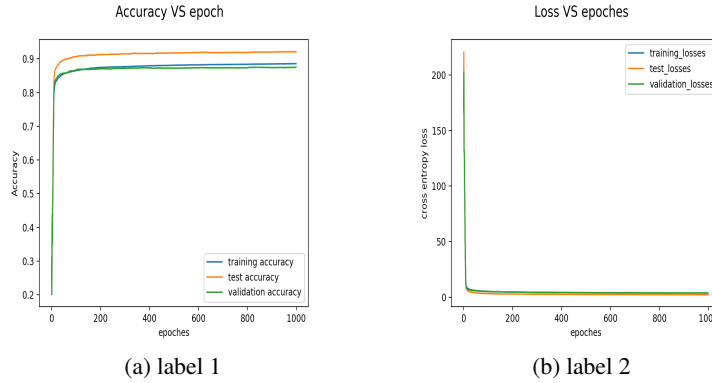 Accuracy VS epoch
0.9
0.8
0.7
0.6
0.5
0.4
0.3
0.2
Accuracy
training accuracy
test accuracy
validation accuracy
0 200 400 600 800 1000
epoches
(a) label 1
Loss VS epoches
200
150
100
50
0
cross entropy loss
training_losses
test_losses
validation_losses
0 200 400 600 800 1000
epoches
(b) label 2